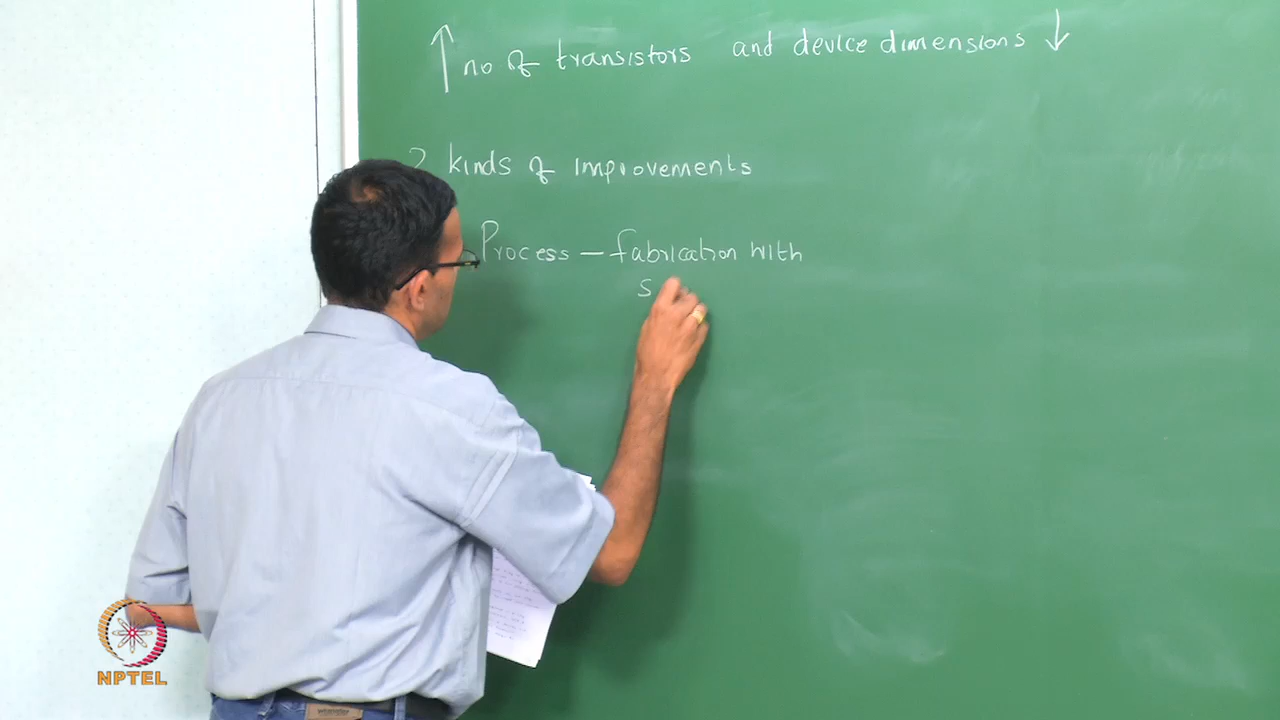 ↑ no of transistors and device dimensions ↓
2 kinds of improvements
Process — fabrication with
s
NPTEL